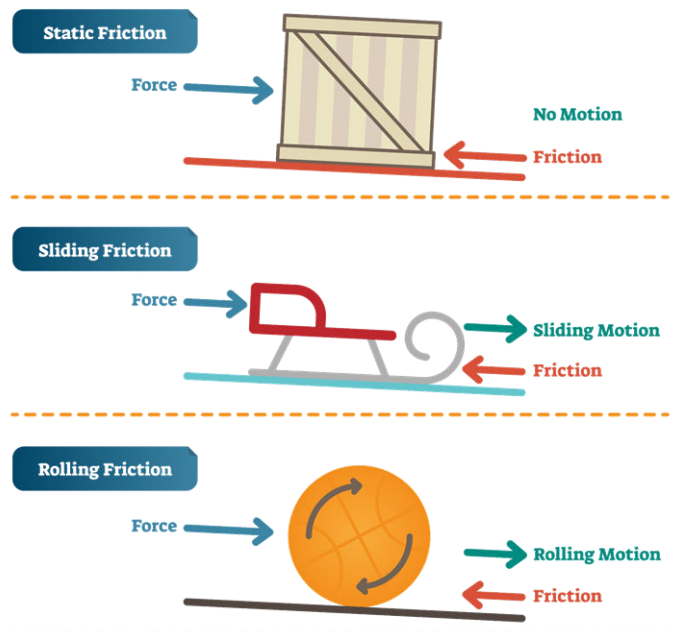 Static Friction
Force
No Motion
Friction
Sliding Friction
Force
Sliding Motion
Friction
Rolling Friction
Force
Rolling Motion
Friction